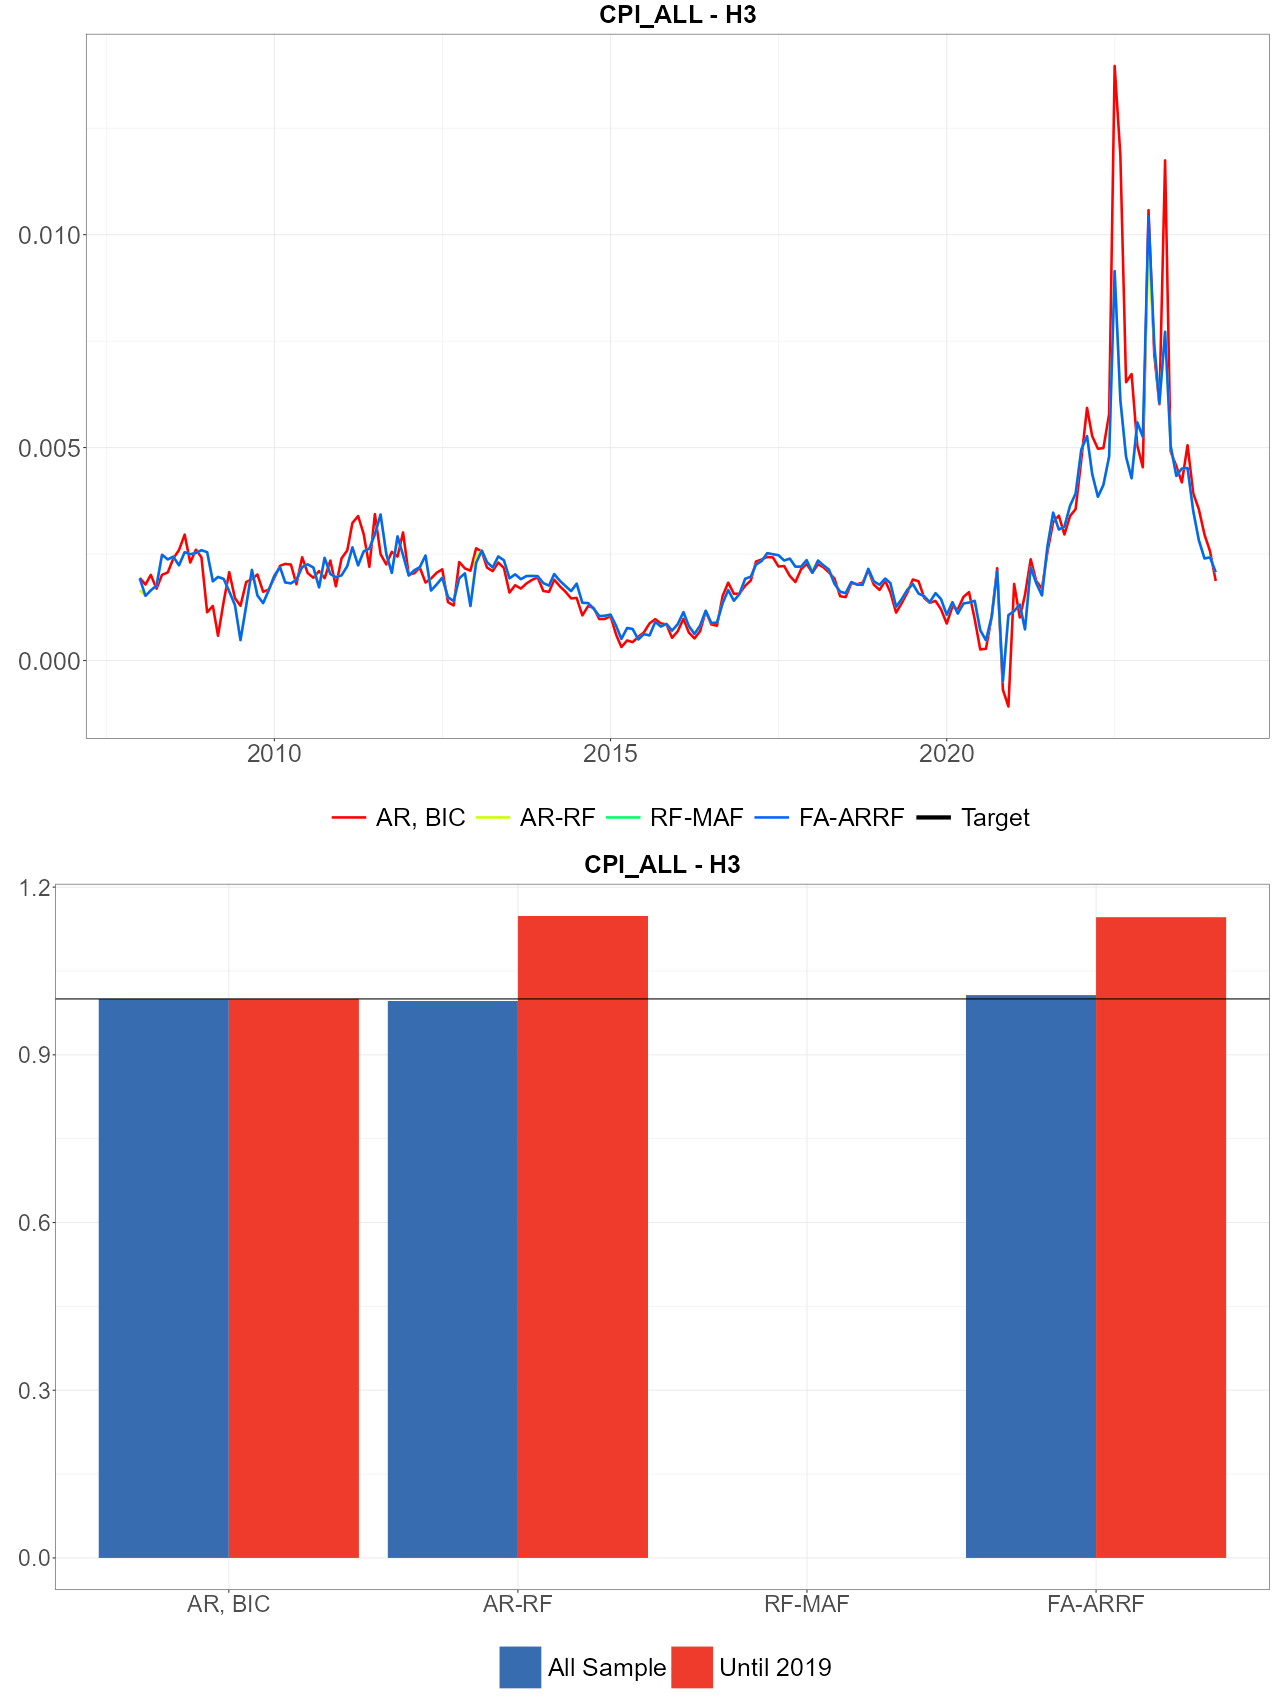 CPI_ALL - H3
0.010
0.005
0.000
2010 2015 2020
AR, BIC AR-RF RF-MAF FA-ARRF Target
CPI_ALL - H3
1.2
0.9
0.6
0.3
0.0
AR, BIC AR-RF RF-MAF FA-ARRF
All Sample Until 2019